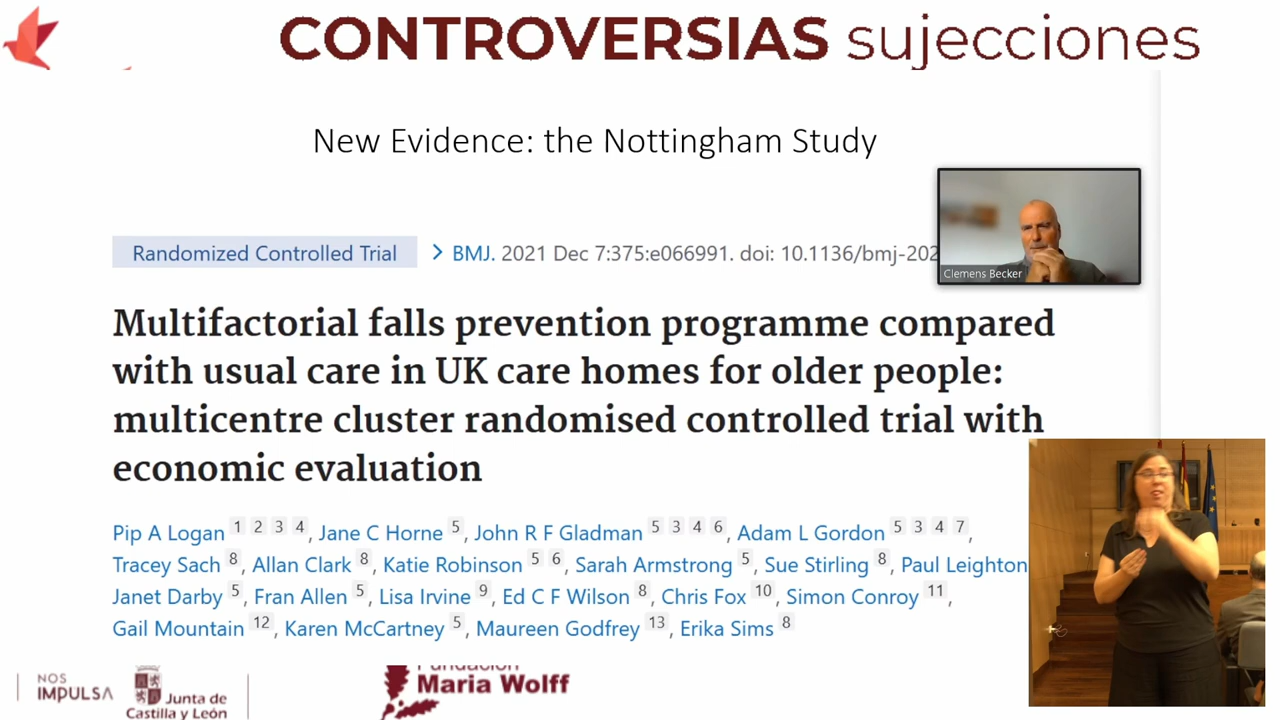 CONTROVERSIAS sujecciones
New Evidence: the Nottingham Study
Randomized Controlled Trial > BMJ. 2021 Dec 7:375:e066991. doi: 10.1136/bmj-202
Clemens Becker
Multifactorial falls prevention programme compared
with usual care in UK care homes for older people:
multicentre cluster randomised controlled trial with
economic evaluation
Pip A Logan 1 2 3 4, Jane C Horne 5, John R F Gladman 5 3 4 6, Adam L Gordon 5 3 4 7,
Tracey Sach 8, Allan Clark 8, Katie Robinson 5 6, Sarah Armstrong 5, Sue Stirling 8, Paul Leighton
Janet Darby 5, Fran Allen 5, Lisa Irvine 9, Ed C F Wilson 8, Chris Fox 10, Simon Conroy 11,
Gail Mountain 12, Karen McCartney 5, Maureen Godfrey 13, Erika Sims 8
NOS
IMPULSA
Junta de
Castilla y León
Fundación
Maria Wolff